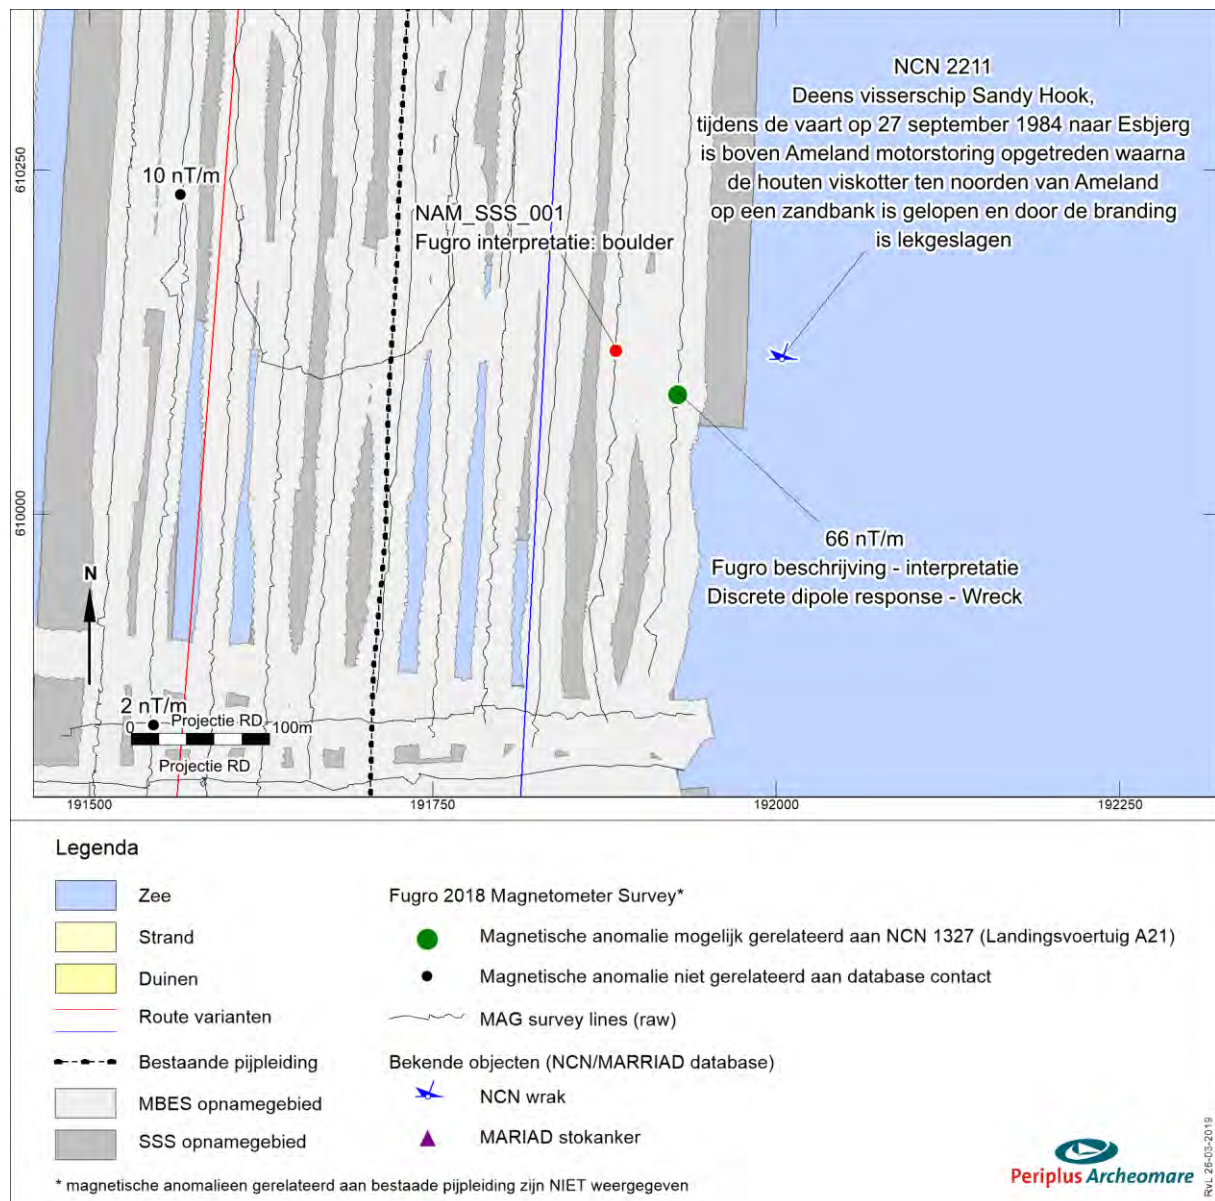 NCN 2211
Deens visserschip Sandy Hook,
tijdens de vaart op 27 september 1984 naar Esbjerg
is boven Ameland motorstoring opgetreden waarna
de houten viskotter ten noorden van Ameland
op een zandbank is gelopen en door de branding
is lekgeslagen
610250
10 nT/m
NAM_SSS_001
Fugro interpretatie: boulder
610000
66 nT/m
Fugro beschrijving - interpretatie
Discrete dipole response - Wreck
N
2 nT/m
Projectie RD
0
100m
Projectie RD
191500
191750
192000
192250
Legenda
Zee
Strand
Duinen
Route varianten
Bestaande pijpleiding
MBES opnamegebied
SSS opnamegebied
Fugro 2018 Magnetometer Survey*
Magnetische anomalie mogelijk gerelateerd aan NCN 1327 (Landingsvoertuig A21)
Magnetische anomalie niet gerelateerd aan database contact
MAG survey lines (raw)
Bekende objecten (NCN/MARRIAD database)
NCN wrak
MARIAD stokanker
* magnetische anomalieen gerelateerd aan bestaade pijpleiding zijn NIET weergegeven
Periplus Archeomare
RvL 26-03-2019